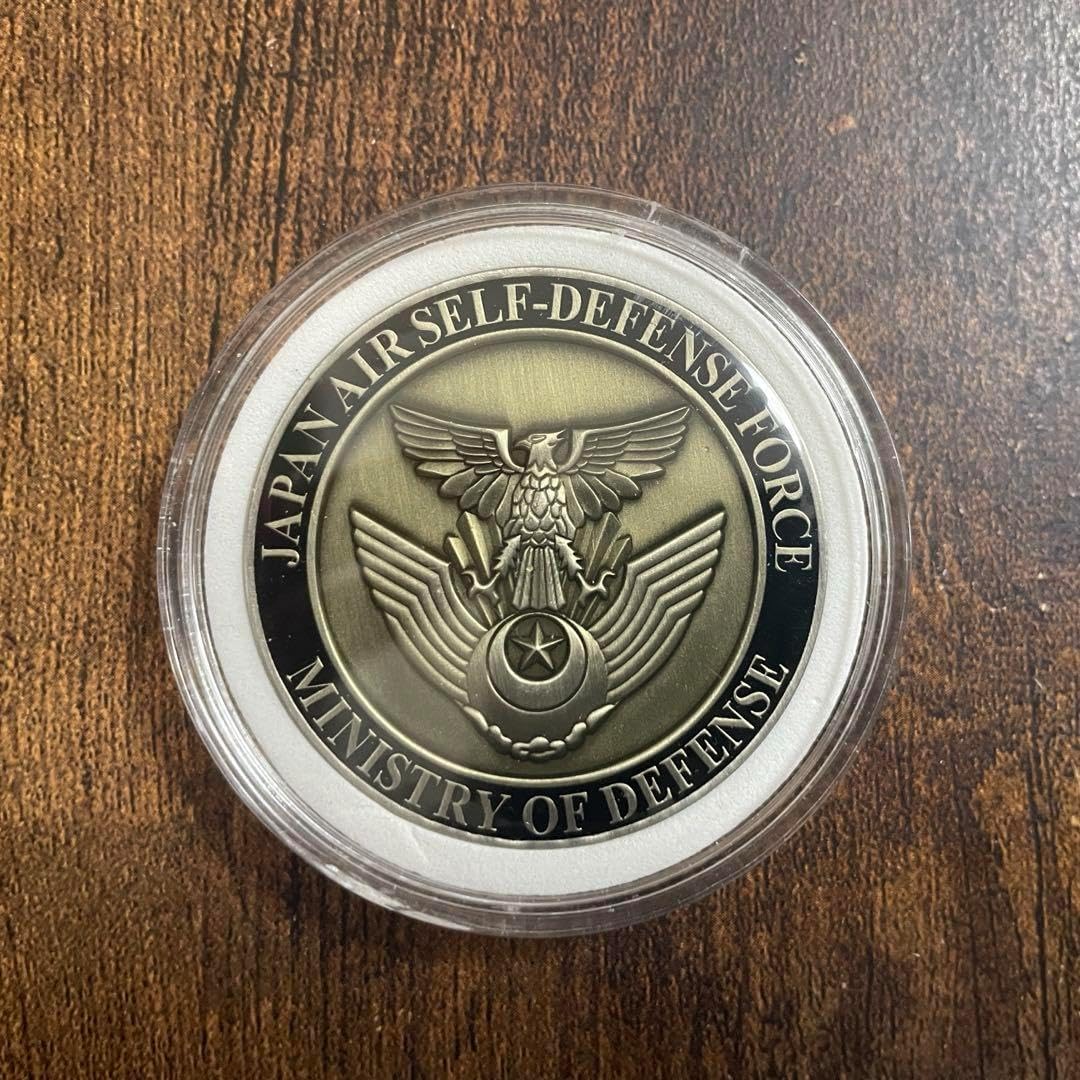 JAPAN AIR SELF-DEFENSE FORCE
MINISTRY OF DEFENSE